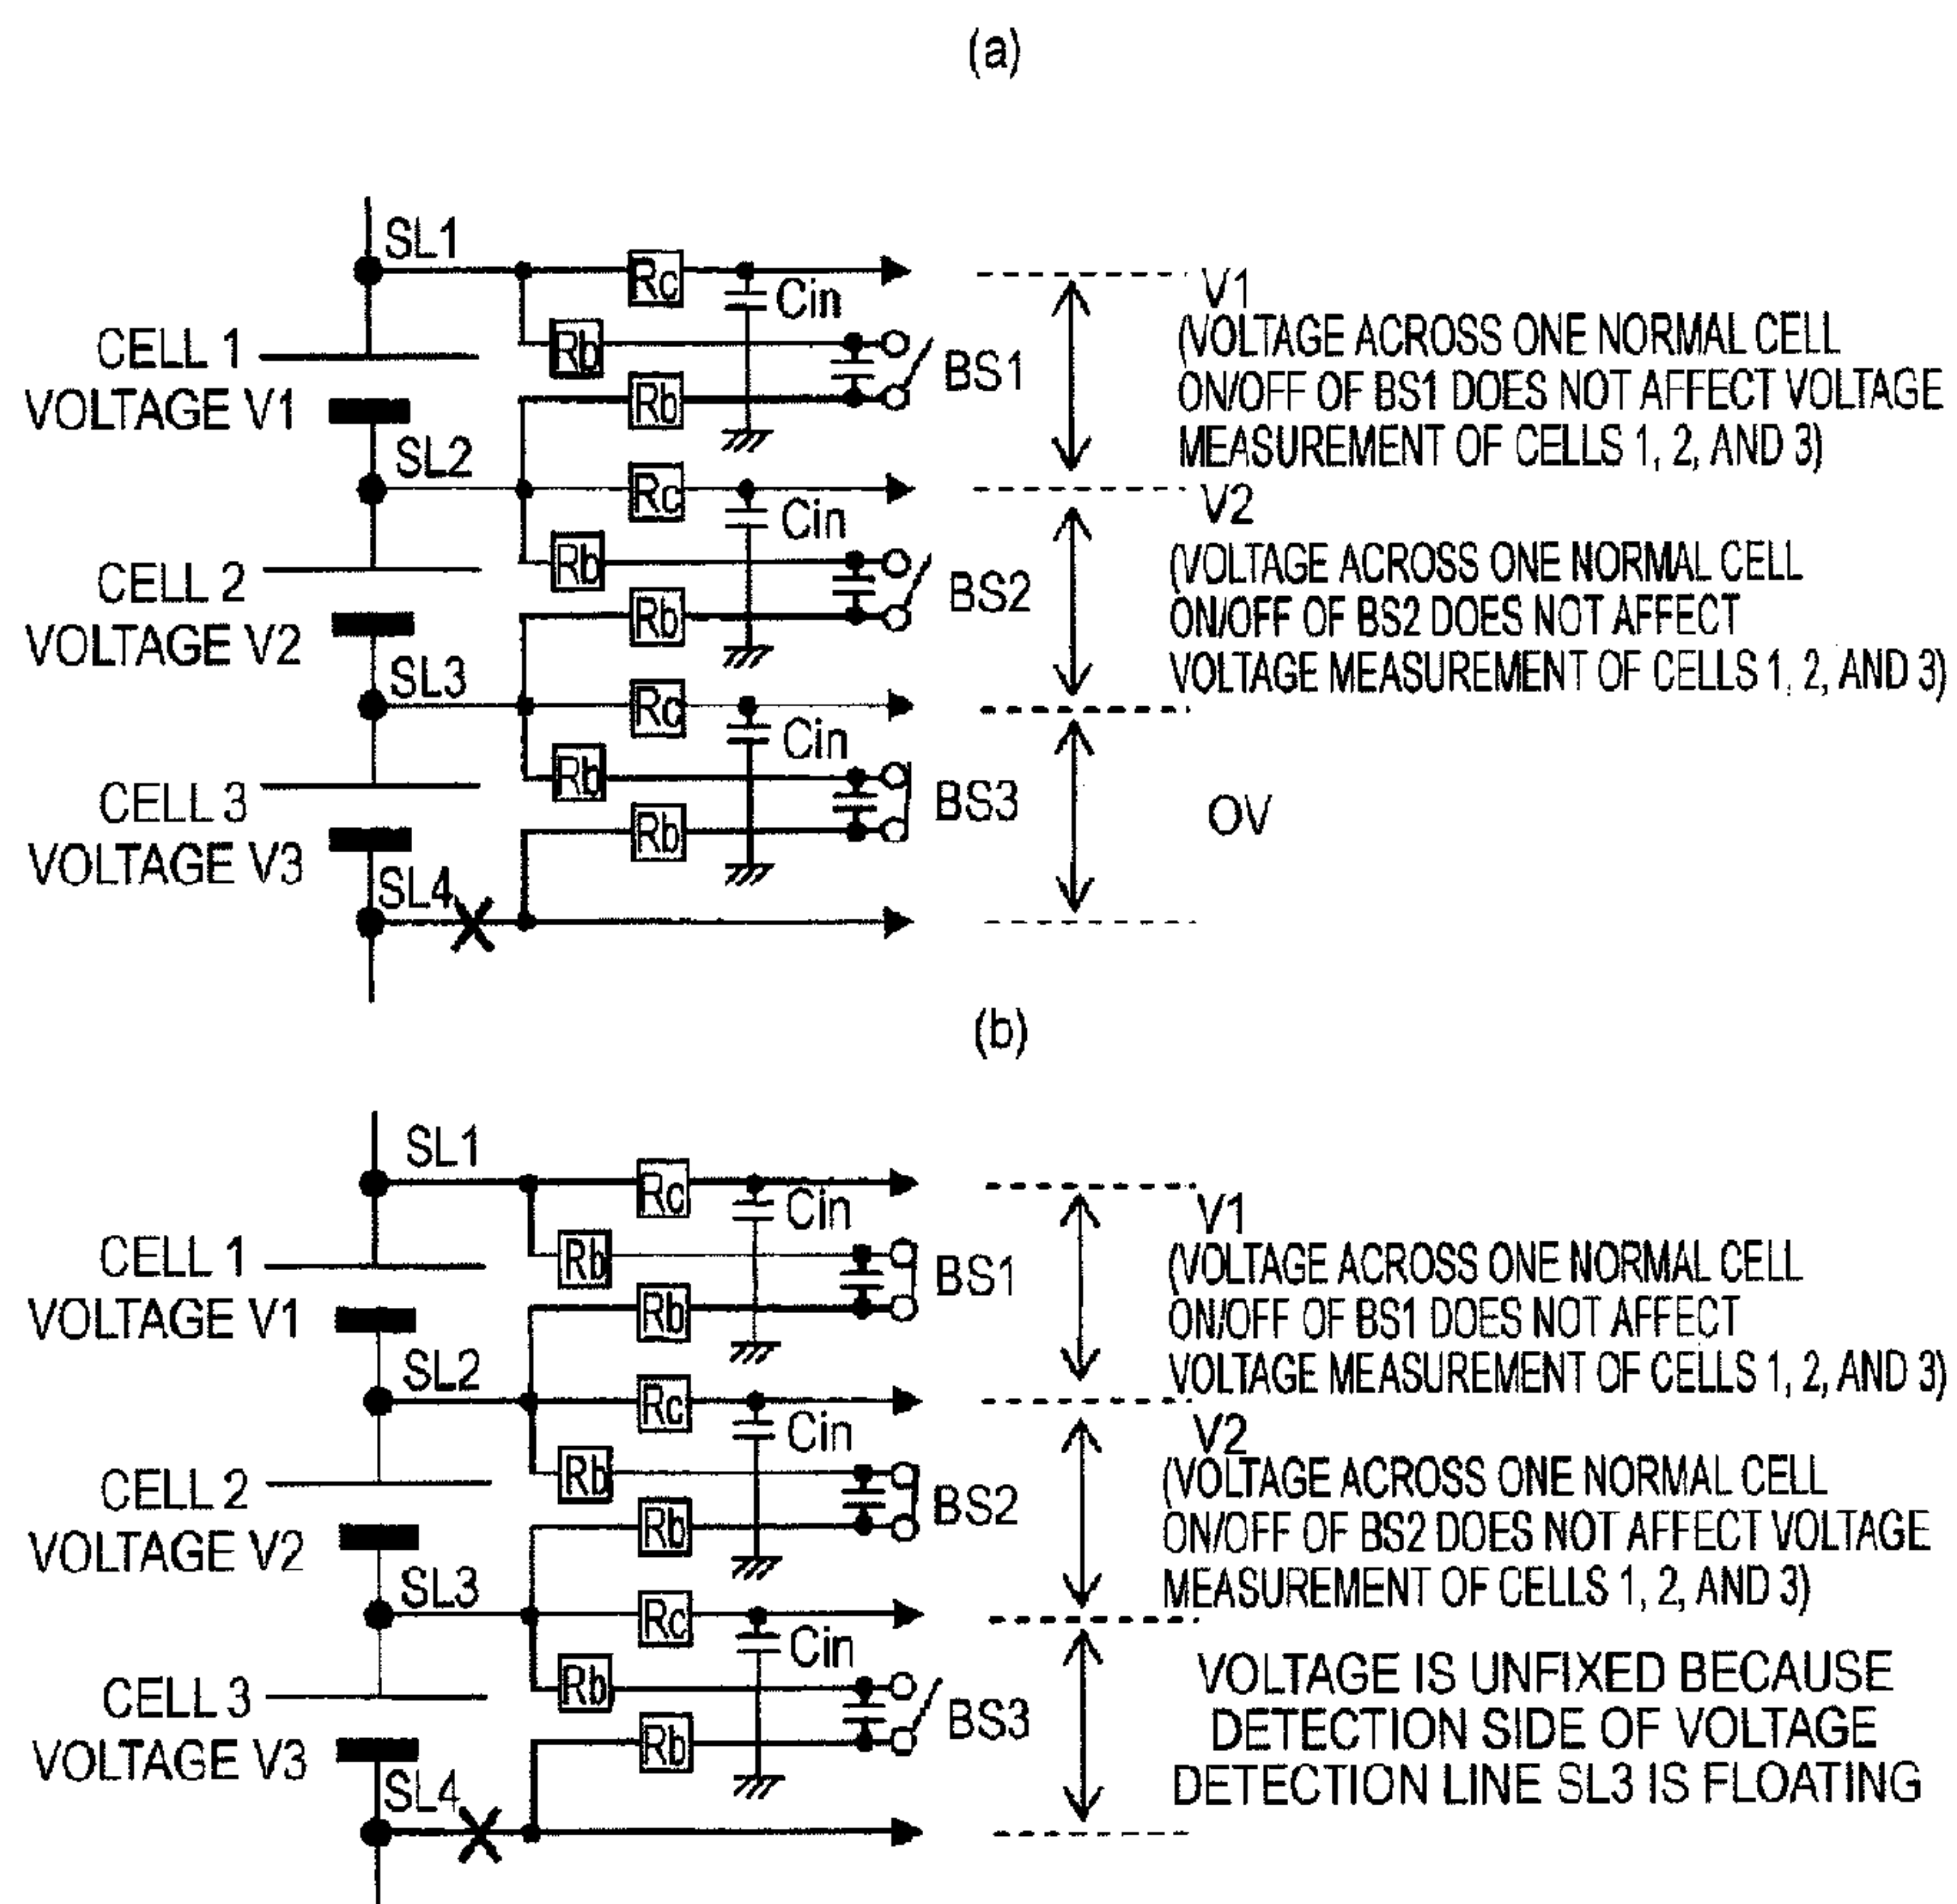 (a)
SL1
Rc
Cin
Rb
BS1
Rb
CELL 1
VOLTAGE V1
V1
(VOLTAGE ACROSS ONE NORMAL CELL
ON/OFF OF BS1 DOES NOT AFFECT VOLTAGE
MEASUREMENT OF CELLS 1, 2, AND 3)
SL2
Rc
Cin
Rb
BS2
Rb
CELL 2
VOLTAGE V2
V2
(VOLTAGE ACROSS ONE NORMAL CELL
ON/OFF OF BS2 DOES NOT AFFECT
VOLTAGE MEASUREMENT OF CELLS 1, 2, AND 3)
SL3
Rc
Cin
Rb
BS3
Rb
CELL 3
VOLTAGE V3
OV
SL4
(b)
SL1
Rc
Cin
Rb
BS1
Rb
CELL 1
VOLTAGE V1
V1
(VOLTAGE ACROSS ONE NORMAL CELL
ON/OFF OF BS1 DOES NOT AFFECT
VOLTAGE MEASUREMENT OF CELLS 1, 2, AND 3)
SL2
Rc
Cin
Rb
BS2
Rb
CELL 2
VOLTAGE V2
V2
(VOLTAGE ACROSS ONE NORMAL CELL
ON/OFF OF BS2 DOES NOT AFFECT VOLTAGE
MEASUREMENT OF CELLS 1, 2, AND 3)
SL3
Rc
Cin
Rb
BS3
Rb
CELL 3
VOLTAGE V3
VOLTAGE IS UNFIXED BECAUSE
DETECTION SIDE OF VOLTAGE
DETECTION LINE SL3 IS FLOATING
SL4